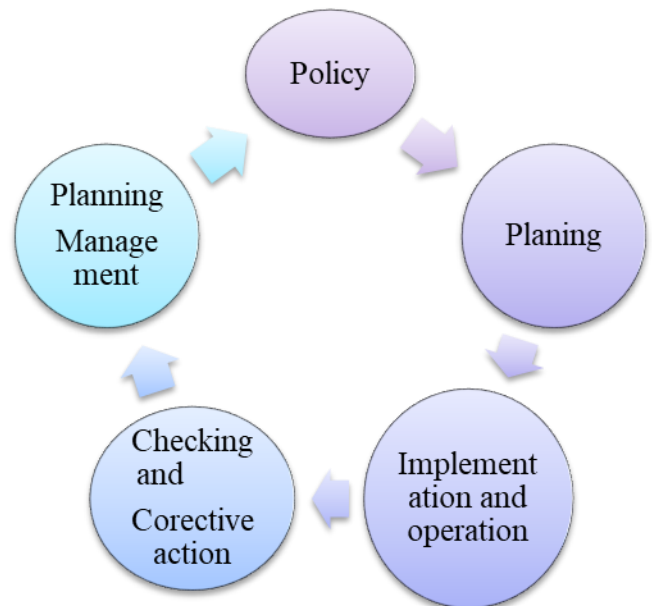 Policy
Planing
Implement
ation and
operation
Checking
and
Corective
action
Planning
Manage
ment